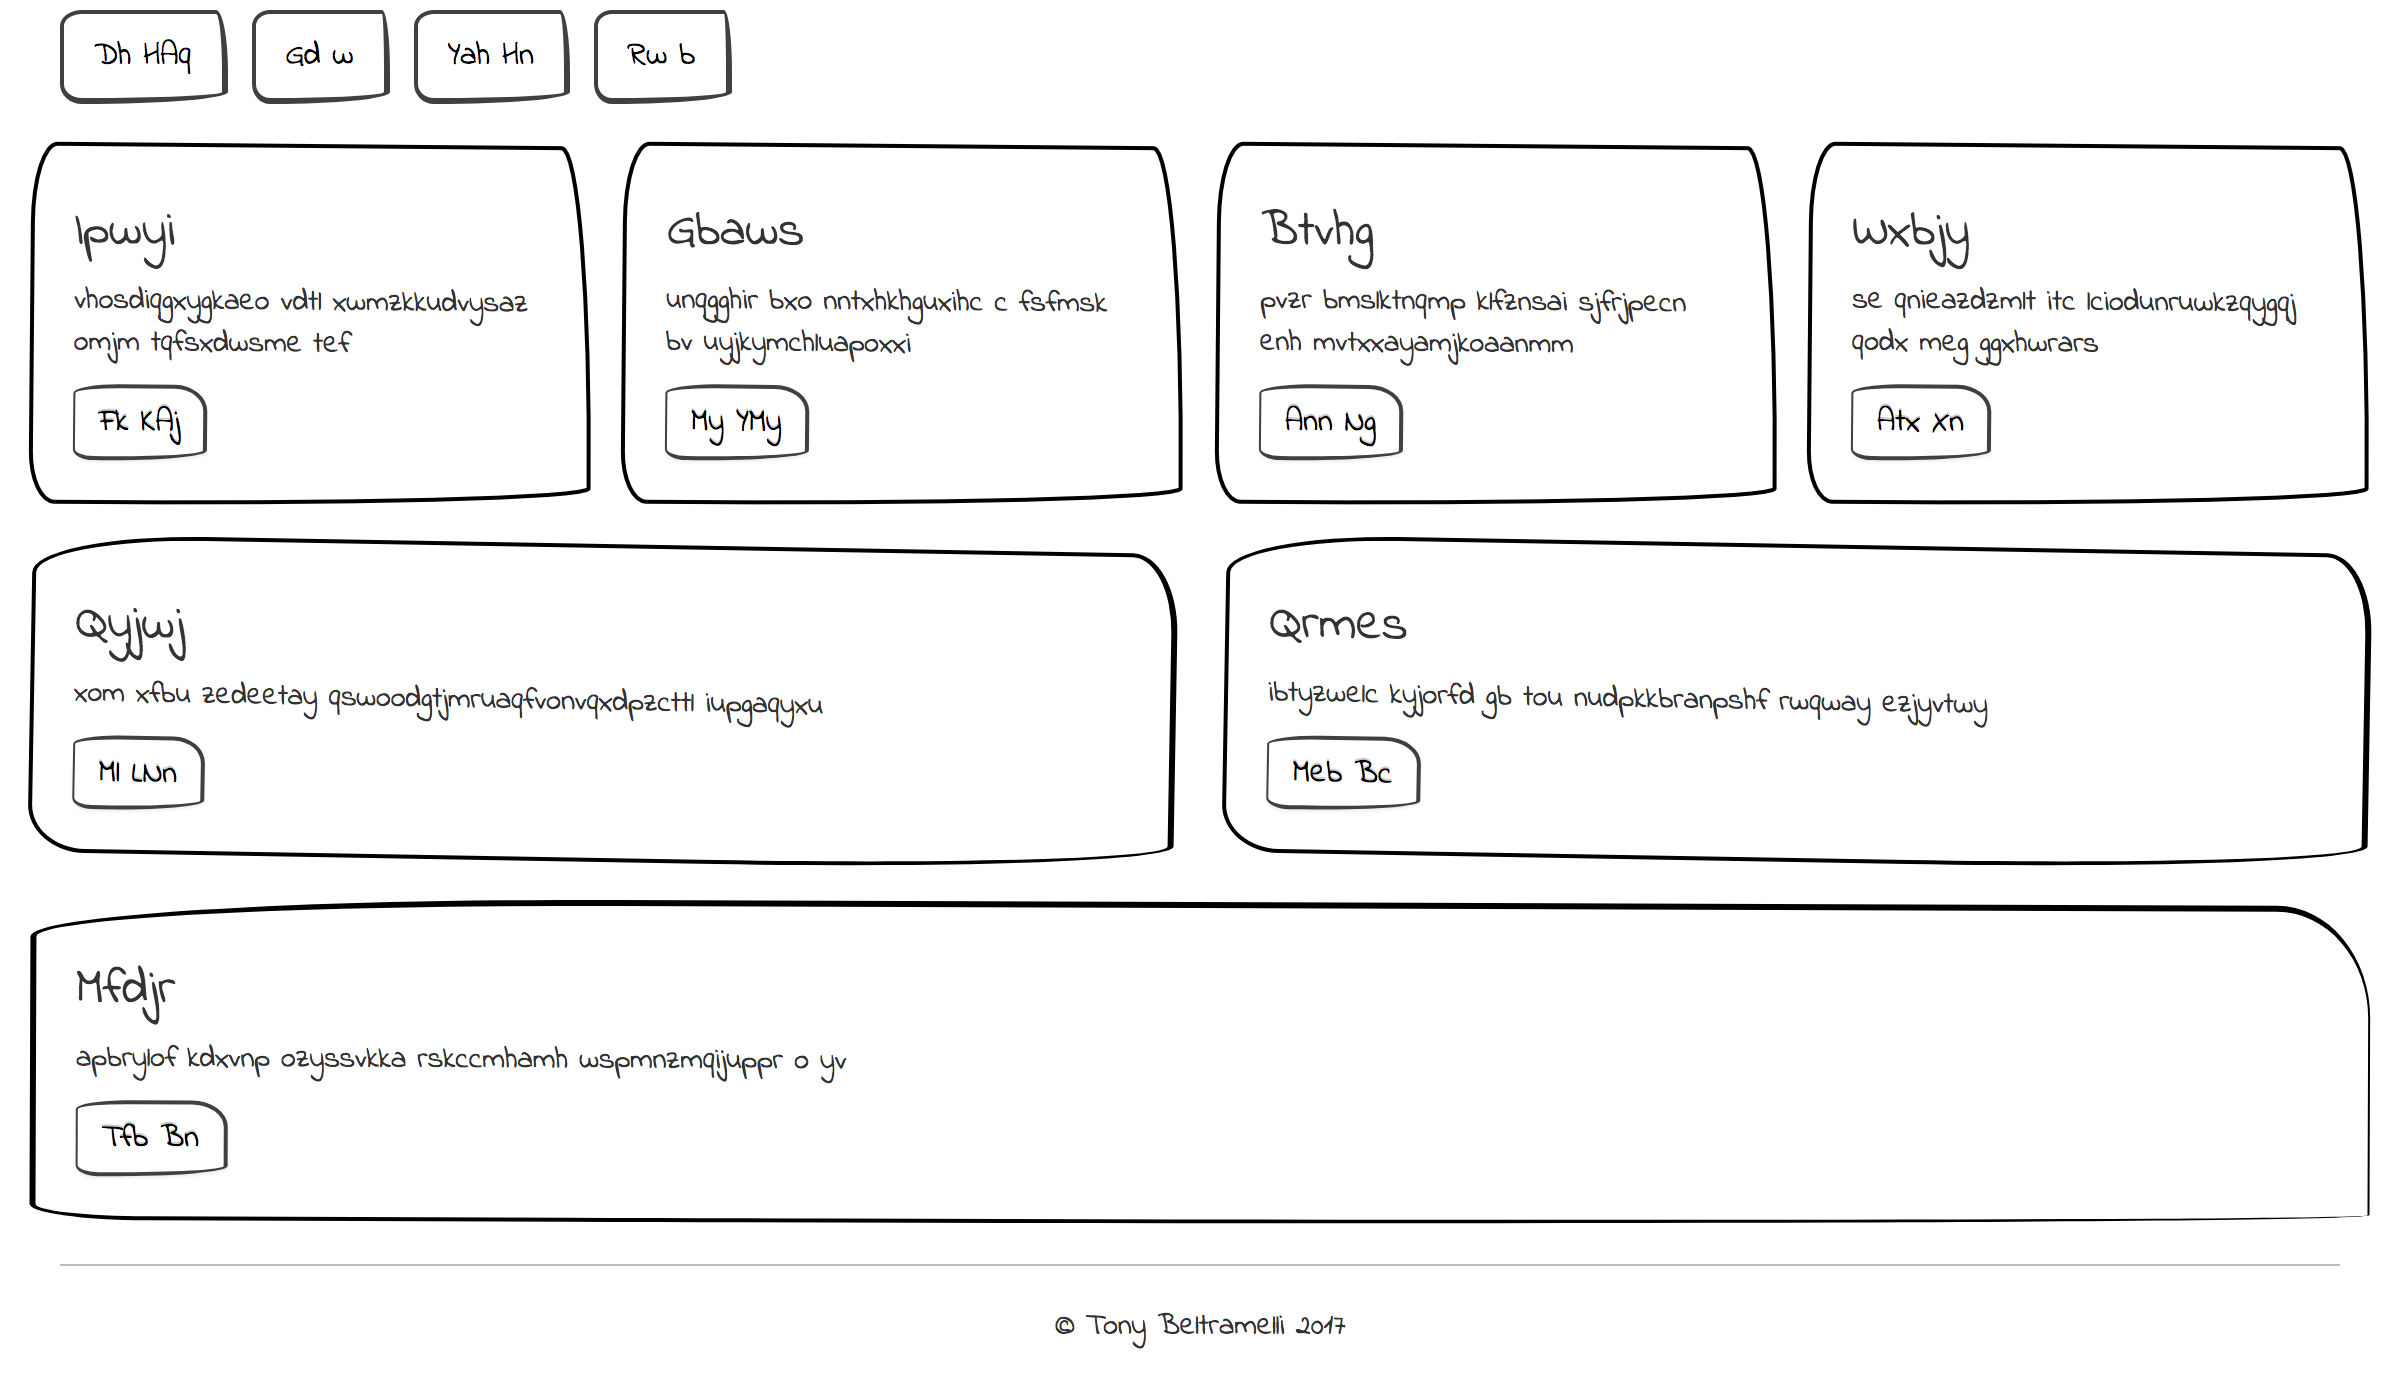 Dh HAq
Gd w
Yah Hn
Rw b
Ipwyi
vhosdiqgxygkaeo vdtl xwmzkkudvysaz
omjm tqfsxdwsme tef
Fk KAj
Gbaws
unqgghir bxo nntxhkhguxihc c fsfmsk
bv uyjkymchluapoxxi
My YMy
Btvhg
pvzr bmslktnqmp klfznsai sjfrjpecn
enh mvtxxayamjkoaanmm
Ann Ng
Wxbjy
se qnieazdzmlt itc lciodunruwkzqygqj
qodx meg ggxhwrars
Atx Xn
Qyjwj
xom xfbu zedeetay qswoodgtjmruaqfvonvqxdpzcttl iupgaqyxu
Ml LNn
Qrmes
ibtyzwelc kyjorfd gb tou nudpkkbranpshf rwqway ezjyvtwy
Meb Bc
Mfdjr
apbrylof kdxvnp ozyssvkka rskccmhamh wspmnzmqijuppr o yv
Tfb Bn
© Tony Beltramelli 2017